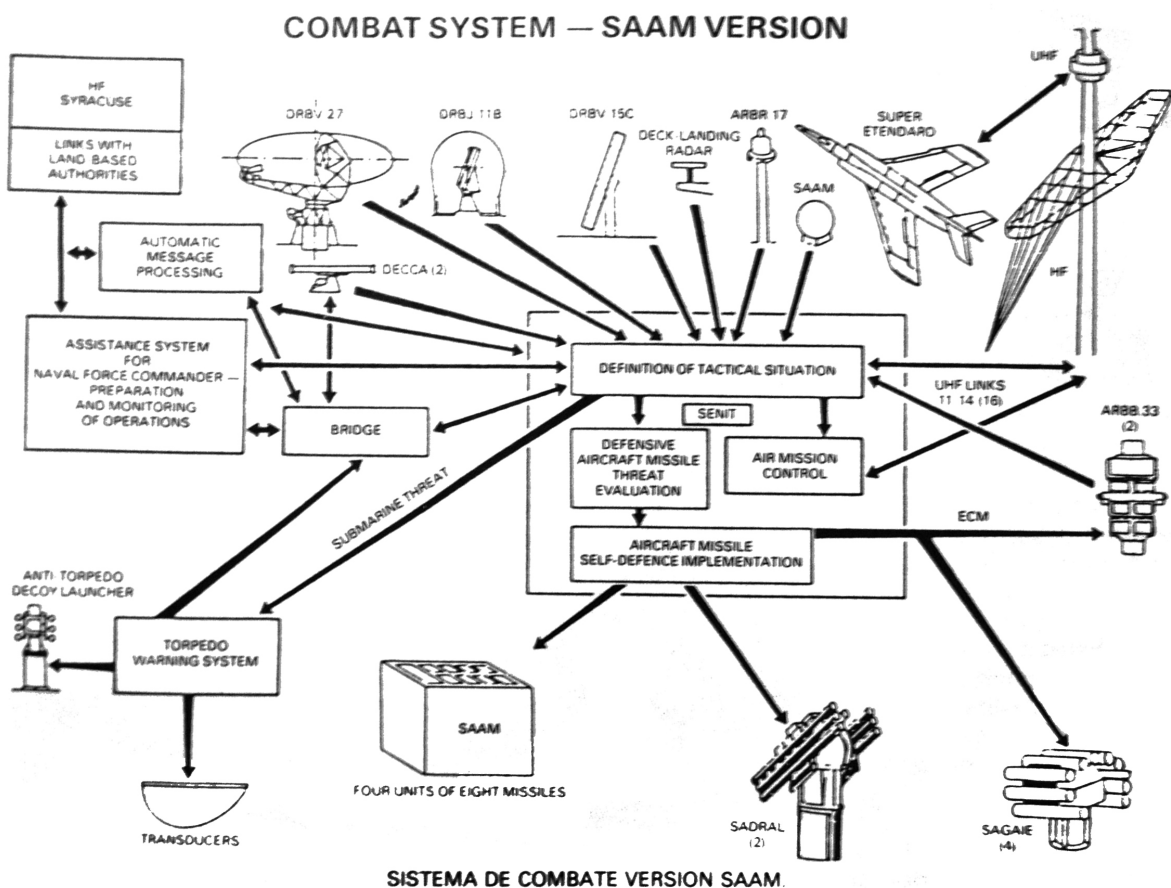 COMBAT SYSTEM — SAAM VERSION
HF
SYRACUSE
LINKS WITH
LAND BASED
AUTHORITIES
DRBV 27
DRBJ 11B
DRBV 15C
DECK-LANDING
RADAR
ARBR 17
SAAM
SUPER
ETENDARD
UHF
HF
AUTOMATIC
MESSAGE
PROCESSING
DECCA (2)
ASSISTANCE SYSTEM
FOR
NAVAL FORCE COMMANDER —
PREPARATION
AND MONITORING
OF OPERATIONS
BRIDGE
DEFINITION OF TACTICAL SITUATION
SENIT
DEFENSIVE
AIRCRAFT MISSILE
THREAT
EVALUATION
AIR MISSION
CONTROL
UHF LINKS
11 14 (16)
ARBB 33
(2)
SUBMARINE THREAT
AIRCRAFT MISSILE
SELF-DEFENCE IMPLEMENTATION
ECM
ANTI-TORPEDO
DECOY LAUNCHER
TORPEDO
WARNING SYSTEM
TRANSDUCERS
SAAM
FOUR UNITS OF EIGHT MISSILES
SADRAL
(2)
SAGAIE
(4)
SISTEMA DE COMBATE VERSION SAAM.